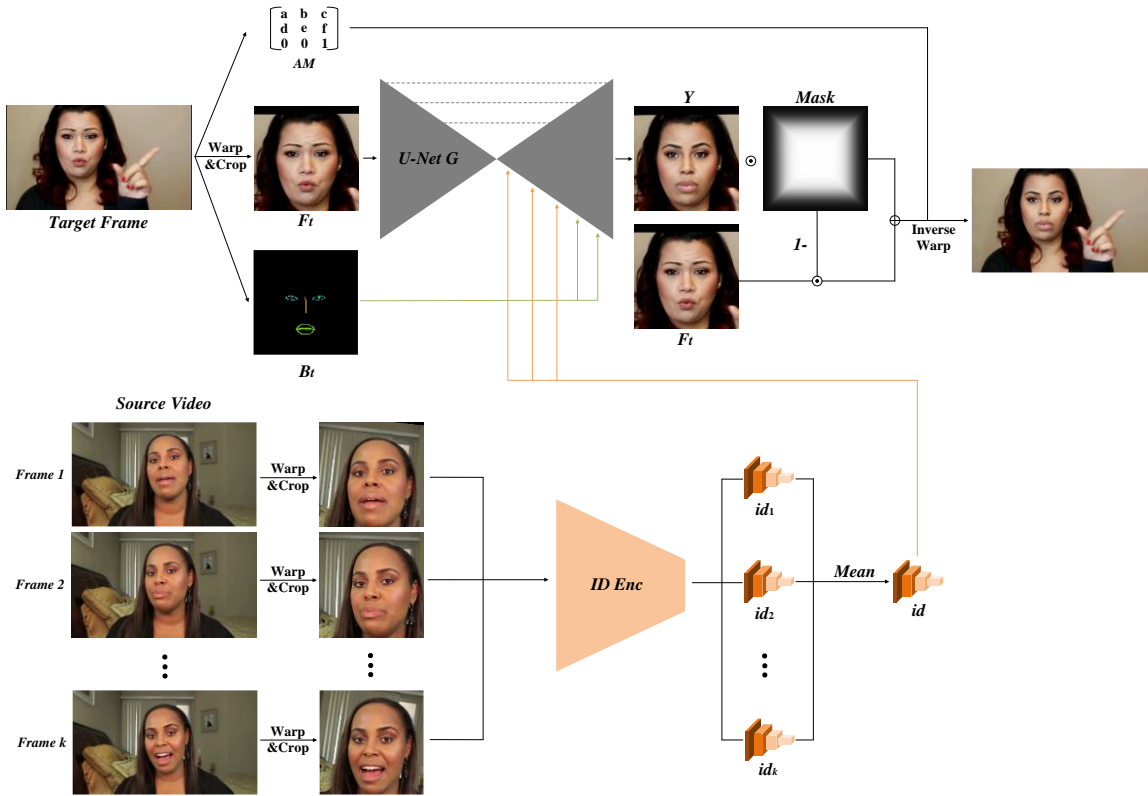 a b c
d e f
0 0 1
AM
Warp
&Crop
Target Frame
Ft
U-Net G
Y
Mask
1-
Inverse
Warp
Bt
Ft
Source Video
Frame 1
Warp
&Crop
id1
Frame 2
Warp
&Crop
ID Enc
id2
Mean
id
Frame k
Warp
&Crop
idk